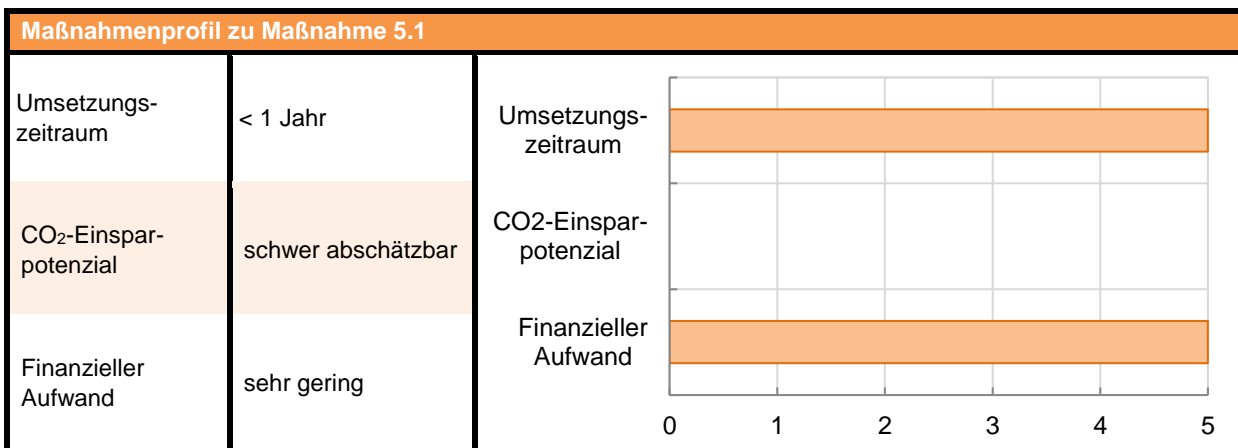 Maßnahmenprofil zu Maßnahme 5.1
Umsetzungs-
zeitraum
< 1 Jahr
CO₂-Einspar-
potenzial
schwer abschätzbar
Finanzieller
Aufwand
sehr gering
Umsetzungs-
zeitraum
CO2-Einspar-
potenzial
Finanzieller
Aufwand
0 1 2 3 4 5